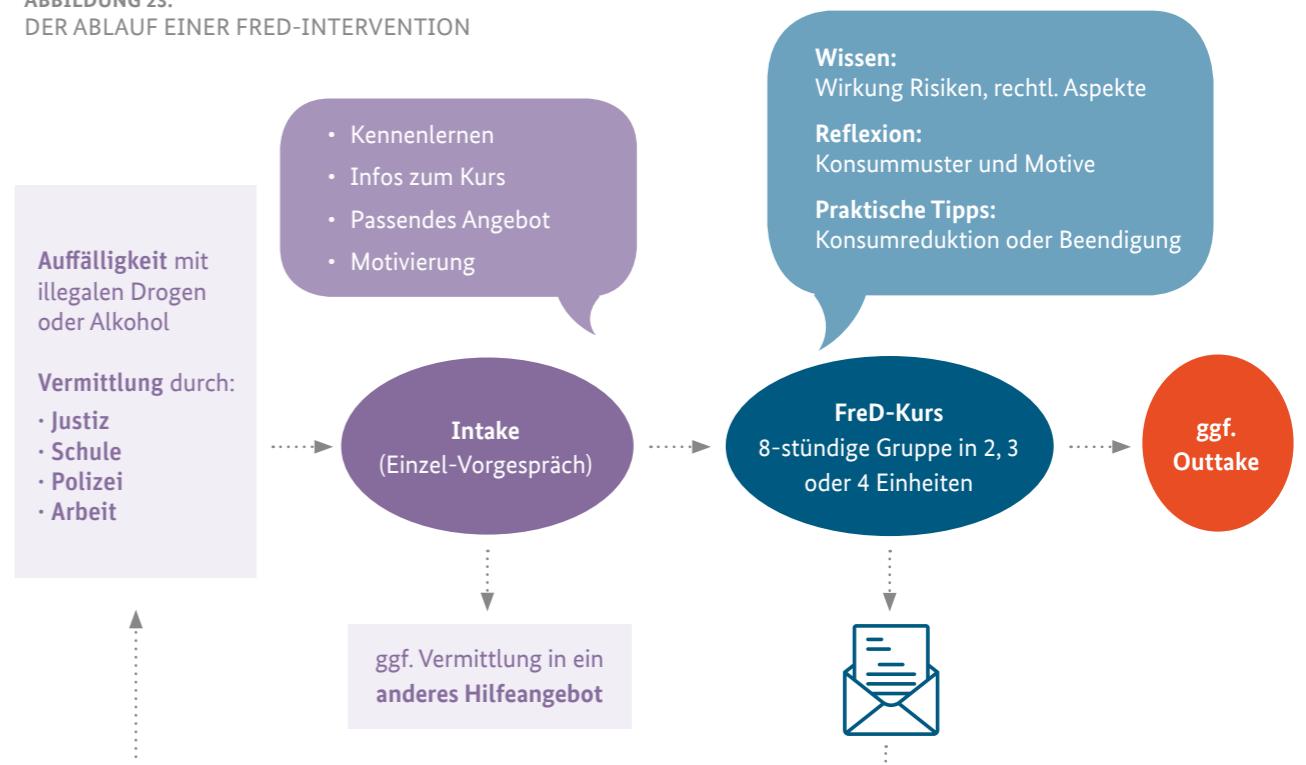 ABBILDUNG 23:
DER ABLAUF EINER FRED-INTERVENTION
Auffälligkeit mit
illegalen Drogen
oder Alkohol
Vermittlung durch:
· Justiz
· Schule
· Polizei
· Arbeit
• Kennenlernen
• Infos zum Kurs
• Passendes Angebot
• Motivierung
Intake
(Einzel-Vorgespräch)
ggf. Vermittlung in ein
anderes Hilfeangebot
Wissen:
Wirkung Risiken, rechtl. Aspekte
Reflexion:
Konsummuster und Motive
Praktische Tipps:
Konsumreduktion oder Beendigung
FreD-Kurs
8-stündige Gruppe in 2, 3
oder 4 Einheiten
ggf.
Outtake